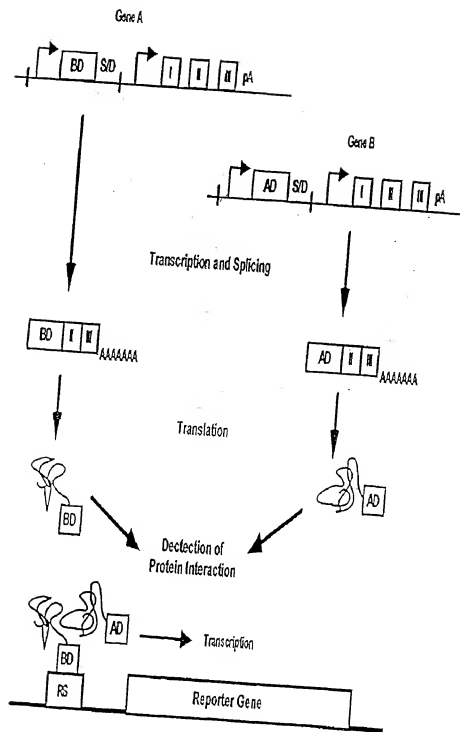 Gene A
BD S/D I II III pA
Gene B
AD S/D I II III pA
Transcription and Splicing
BD II III AAAAAAA
AD II III AAAAAAA
Translation
BD
AD
Dectection of
Protein Interaction
AD
Transcription
BD
RS
Reporter Gene